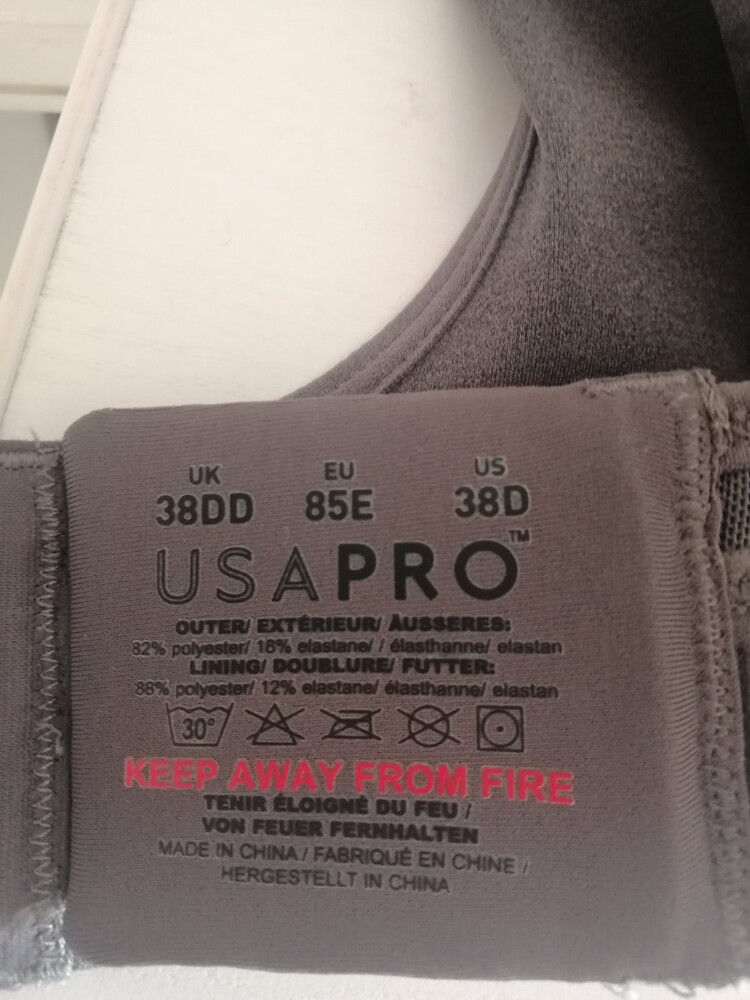 UK EU US
38DD 85E 38D
USAPRO™
OUTER/ EXTÉRIEUR/ ÄUSSERES:
82% polyester/ 18% elastane/ / élasthanne/ elastan
LINING/ DOUBLURE/ FUTTER:
88% polyester/ 12% elastane/ élasthanne/ elastan
30°
KEEP AWAY FROM FIRE
TENIR ÉLOIGNÉ DU FEU /
VON FEUER FERNHALTEN
MADE IN CHINA / FABRIQUÉ EN CHINE /
HERGESTELLT IN CHINA